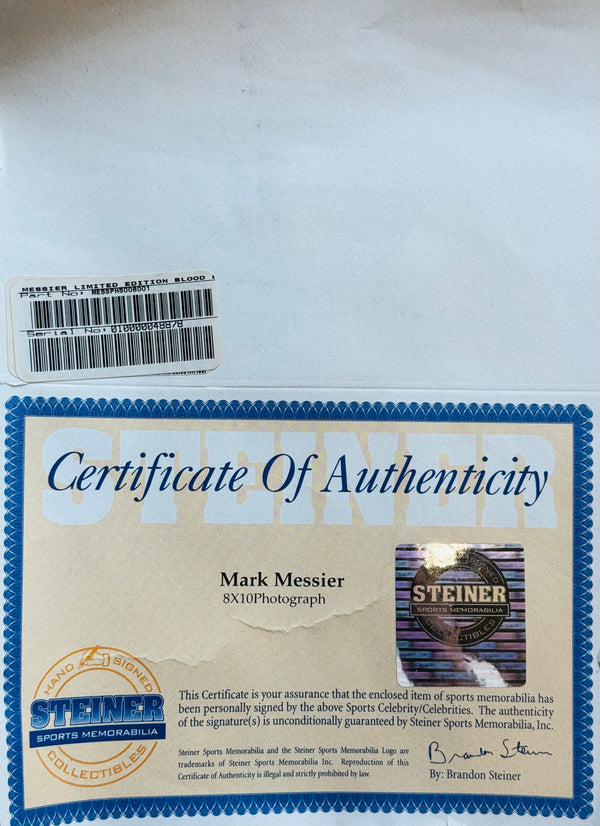 MESSIER LIMITED EDITION BLOOD
Part No: MESSPHS008001
Serial No: 010000048878
STEINER
Certificate Of Authenticity
Mark Messier
8X10Photograph
STEINER
SPORTS MEMORABILIA
COLLECTIBLES
HAND SIGNED
STEINER
SPORTS MEMORABILIA
COLLECTIBLES
This Certificate is your assurance that the enclosed item of sports memorabilia has
been personally signed by the above Sports Celebrity/Celebrities. The authenticity
of the signature(s) is unconditionally guaranteed by Steiner Sports Memorabilia, Inc.
Steiner Sports Memorabilia and the Steiner Sports Memorabilia Logo are
trademarks of Steiner Sports Memorabilia Inc. Reproduction of this
Certificate of Authenticity is illegal and strictly prohibited by law.
Brandon Steiner
By: Brandon Steiner